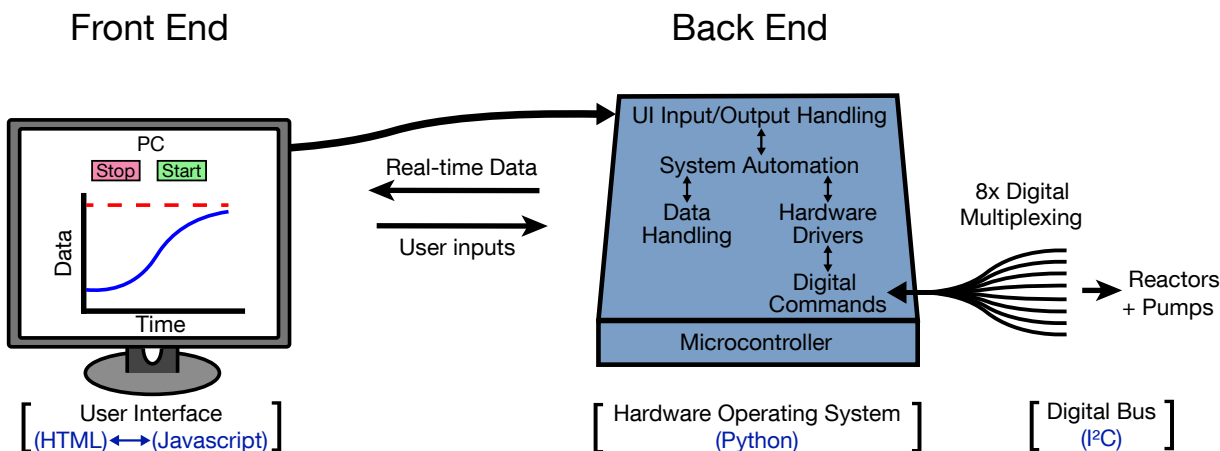 Front End
Back End
PC
Stop
Start
Data
Time
Real-time Data
User inputs
UI Input/Output Handling
System Automation
Data
Handling
Hardware
Drivers
Digital
Commands
Microcontroller
8x Digital
Multiplexing
Reactors
+ Pumps
[ User Interface ]
(HTML) ↔ (Javascript)
[ Hardware Operating System ]
(Python)
[ Digital Bus ]
(I²C)